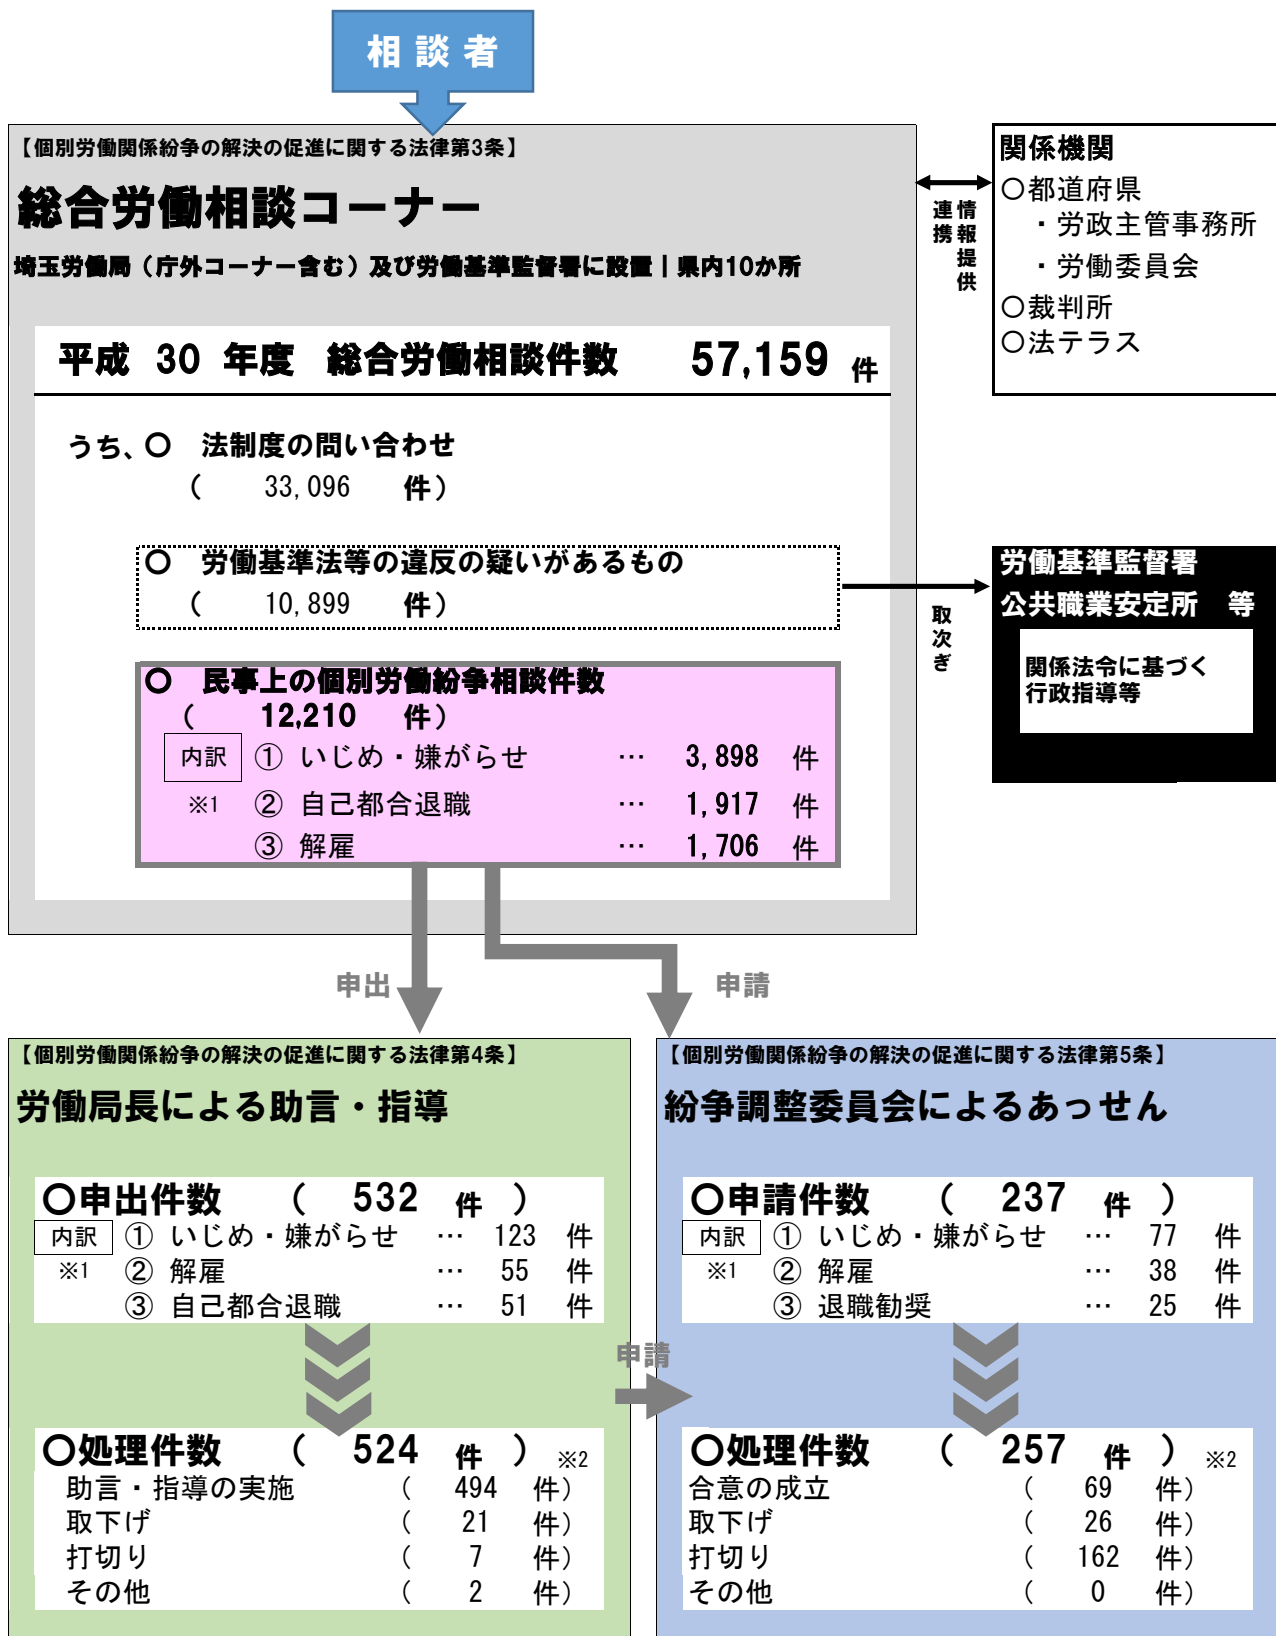 相談者
【個別労働関係紛争の解決の促進に関する法律第3条】
総合労働相談コーナー
埼玉労働局（庁外コーナー含む）及び労働基準監督署に設置｜県内10か所
平成 30 年度 総合労働相談件数 57,159 件
うち、〇 法制度の問い合わせ
（ 33,096 件）
〇 労働基準法等の違反の疑いがあるもの
（ 10,899 件）
〇 民事上の個別労働紛争相談件数
（ 12,210 件）
内訳 ① いじめ・嫌がらせ … 3,898 件
※1 ② 自己都合退職 … 1,917 件
③ 解雇 … 1,706 件
連携
情報提供
関係機関
〇都道府県
・労政主管事務所
・労働委員会
〇裁判所
〇法テラス
取次ぎ
労働基準監督署
公共職業安定所 等
関係法令に基づく
行政指導等
申出
申請
【個別労働関係紛争の解決の促進に関する法律第4条】
労働局長による助言・指導
〇申出件数 （ 532 件 ）
内訳 ① いじめ・嫌がらせ … 123 件
※1 ② 解雇 … 55 件
③ 自己都合退職 … 51 件
〇処理件数 （ 524 件 ） ※2
助言・指導の実施 （ 494 件）
取下げ （ 21 件）
打切り （ 7 件）
その他 （ 2 件）
申請
【個別労働関係紛争の解決の促進に関する法律第5条】
紛争調整委員会によるあっせん
〇申請件数 （ 237 件 ）
内訳 ① いじめ・嫌がらせ … 77 件
※1 ② 解雇 … 38 件
③ 退職勧奨 … 25 件
〇処理件数 （ 257 件 ） ※2
合意の成立 （ 69 件）
取下げ （ 26 件）
打切り （ 162 件）
その他 （ 0 件）